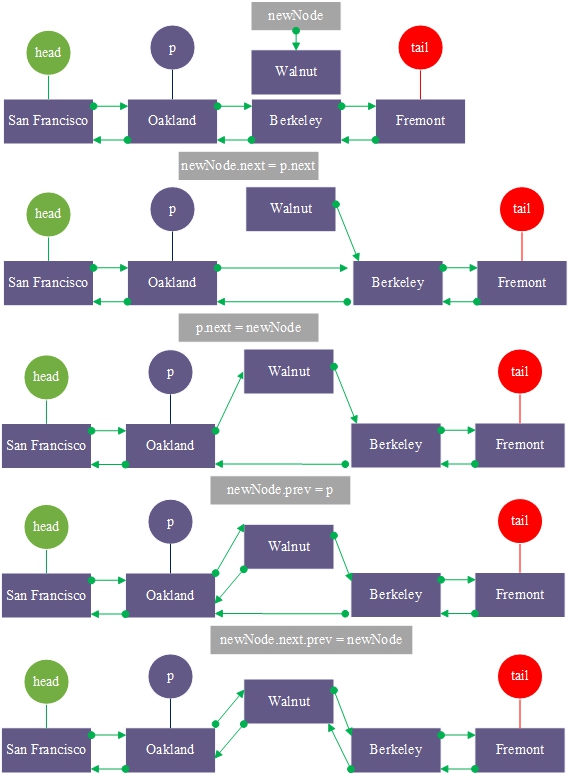 newNode
head
p
tail
Walnut
San Francisco
Oakland
Berkeley
Fremont
newNode.next = p.next
head
p
Walnut
tail
San Francisco
Oakland
Berkeley
Fremont
p.next = newNode
head
p
Walnut
tail
San Francisco
Oakland
Berkeley
Fremont
newNode.prev = p
head
p
tail
Walnut
San Francisco
Oakland
Berkeley
Fremont
newNode.next.prev = newNode
head
p
tail
Walnut
San Francisco
Oakland
Berkeley
Fremont